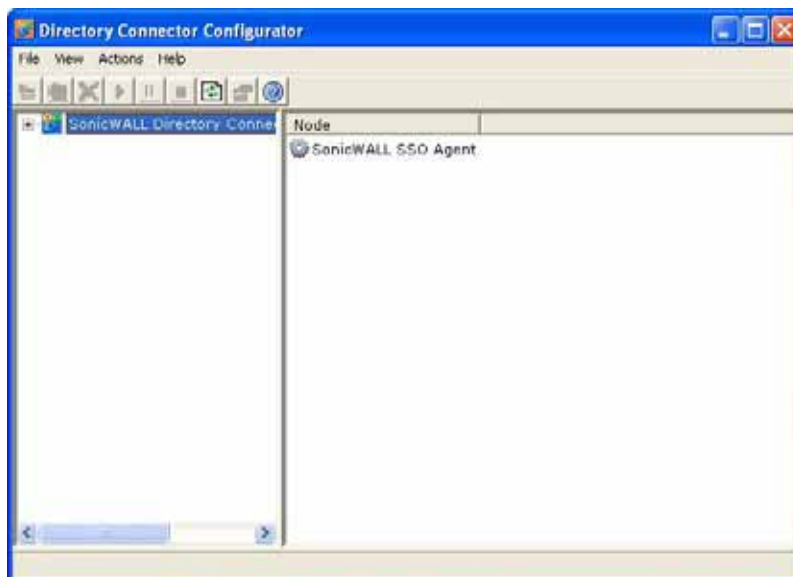 Directory Connector Configurator
File View Actions Help
SonicWALL Directory Conne
Node
SonicWALL SSO Agent